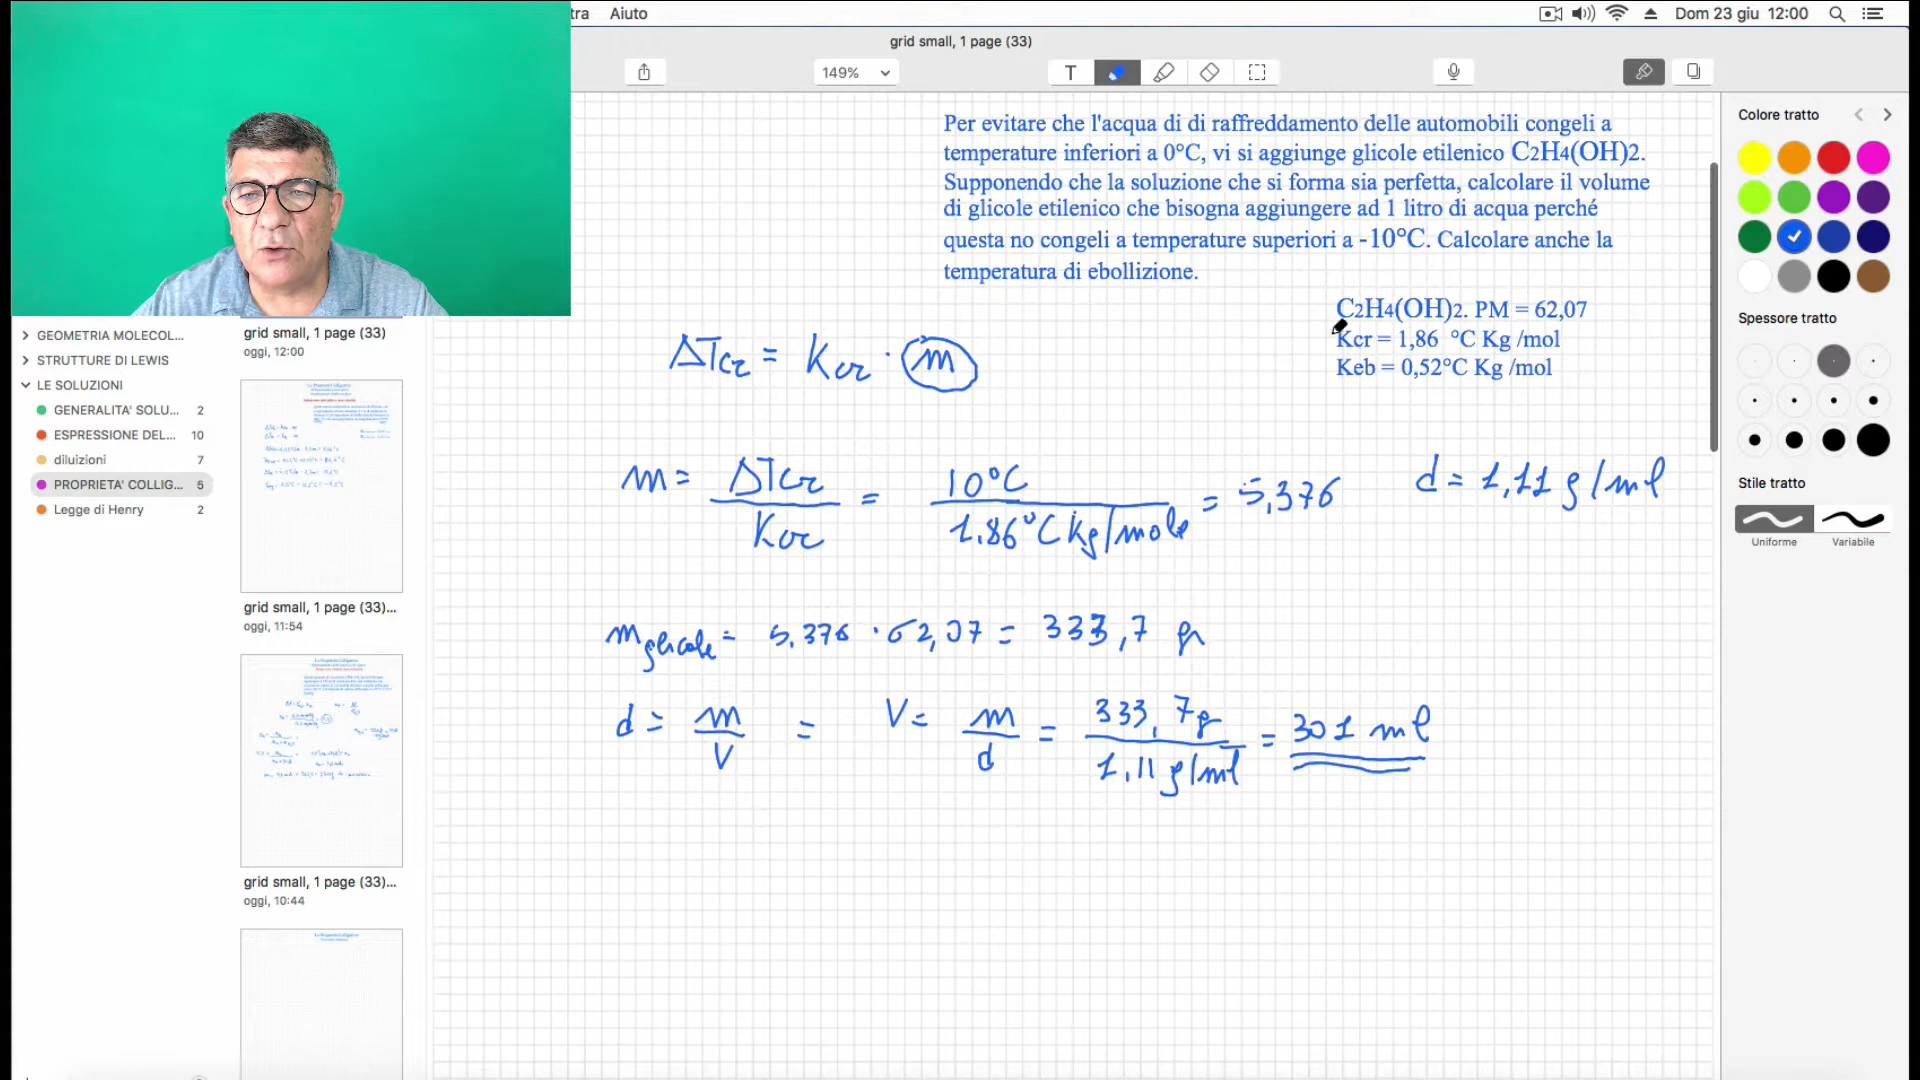 tra Aiuto
Dom 23 giu 12:00
grid small, 1 page (33)
149%
T
Per evitare che l'acqua di di raffreddamento delle automobili congeli a
temperature inferiori a 0°C, vi si aggiunge glicole etilenico C2H4(OH)2.
Supponendo che la soluzione che si forma sia perfetta, calcolare il volume
di glicole etilenico che bisogna aggiungere ad 1 litro di acqua perché
questa no congeli a temperature superiori a -10°C. Calcolare anche la
temperatura di ebollizione.
C2H4(OH)2. PM = 62,07
Kcr = 1,86 °C Kg /mol
Keb = 0,52°C Kg /mol
ΔTcr = Kcr · m
m = ΔTcr / Kcr = 10°C / 1.86°C kg/mole = 5,376
d = 1,11 g/ml
m glicole = 5,376 · 62,07 = 333,7 gr
d = m / V = V = m / d = 333,7g / 1,11 g/ml = 301 ml
GEOMETRIA MOLECOL...
STRUTTURE DI LEWIS
LE SOLUZIONI
GENERALITA' SOLU... 2
ESPRESSIONE DEL... 10
diluizioni 7
PROPRIETA' COLLIG... 5
Legge di Henry 2
grid small, 1 page (33)
oggi, 12:00
grid small, 1 page (33)...
oggi, 11:54
grid small, 1 page (33)...
oggi, 10:44
Colore tratto
Spessore tratto
Stile tratto
Uniforme
Variabile